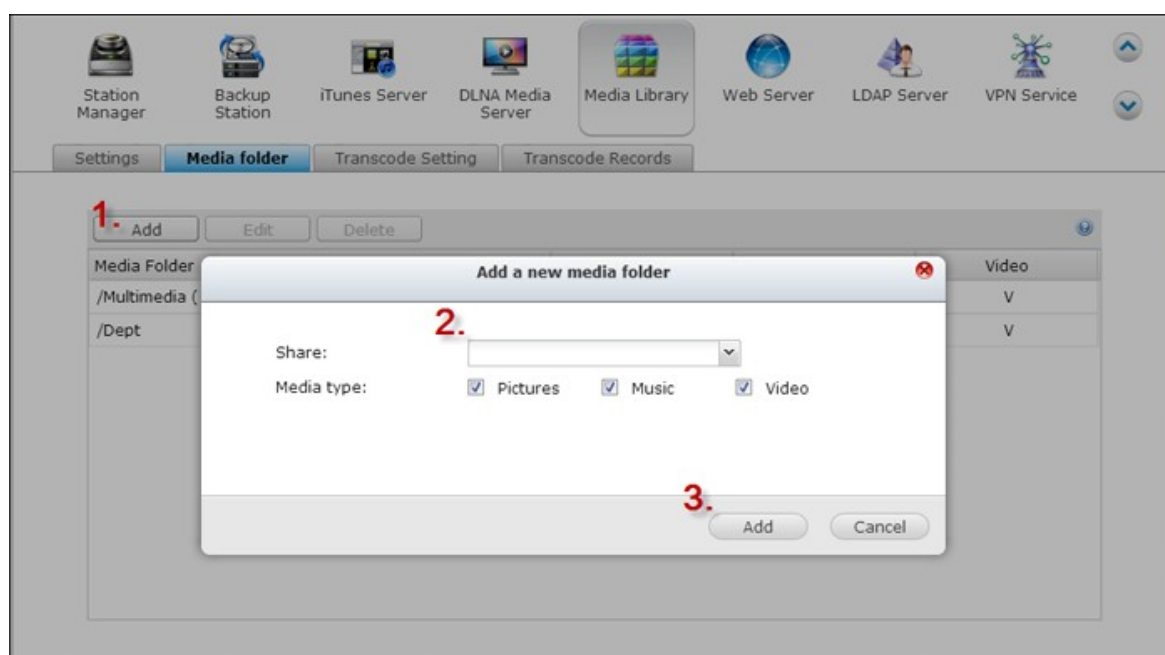 Station Manager
Backup Station
iTunes Server
DLNA Media Server
Media Library
Web Server
LDAP Server
VPN Service
Settings
Media folder
Transcode Setting
Transcode Records
1.
Add
Edit
Delete
Media Folder
Video
/Multimedia (
V
/Dept
V
Add a new media folder
2.
Share:
Media type:
Pictures
Music
Video
3.
Add
Cancel